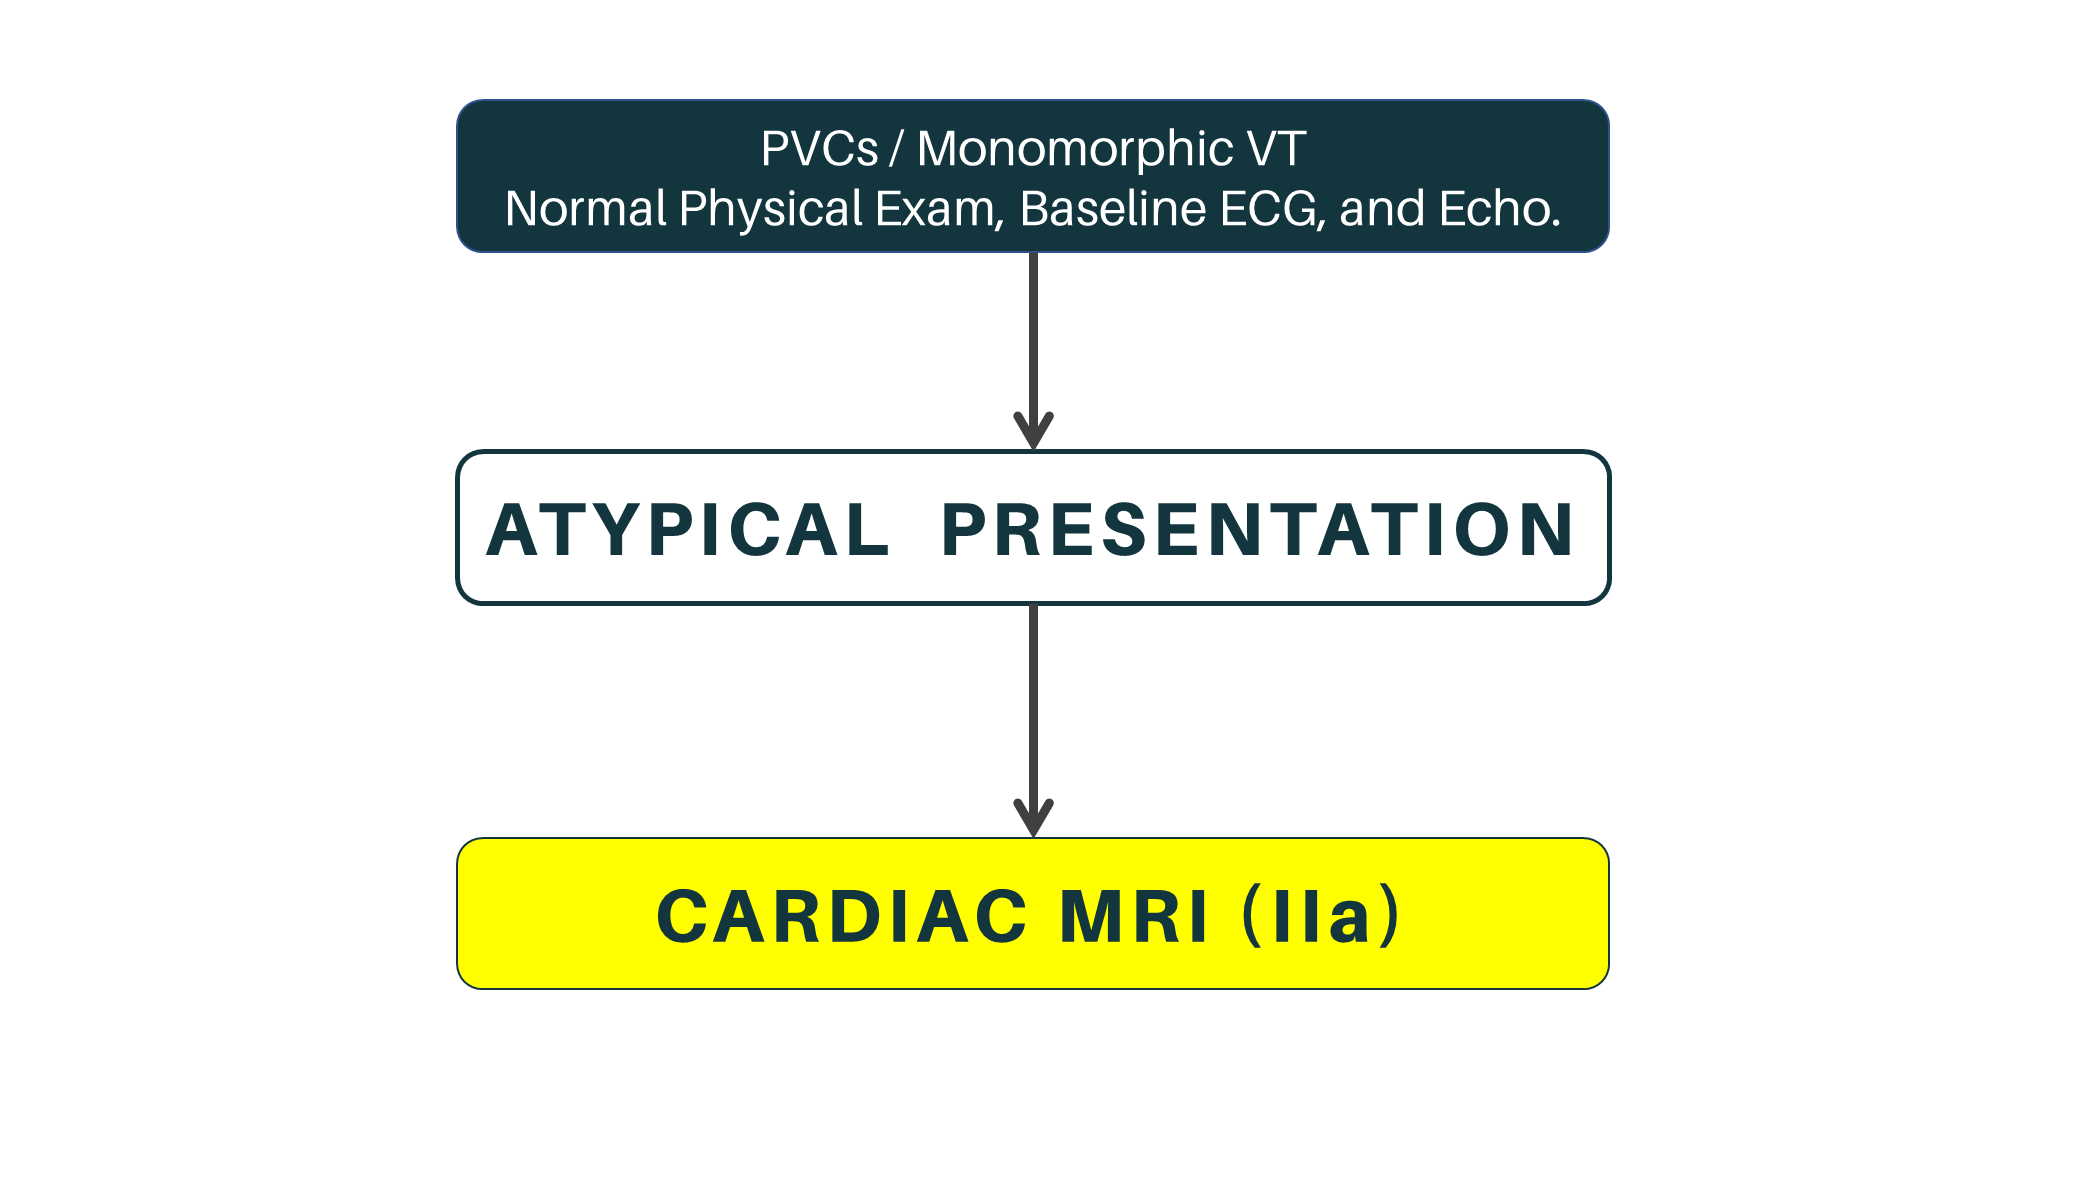 PVCs / Monomorphic VT
Normal Physical Exam, Baseline ECG, and Echo.
ATYPICAL PRESENTATION
CARDIAC MRI (IIa)